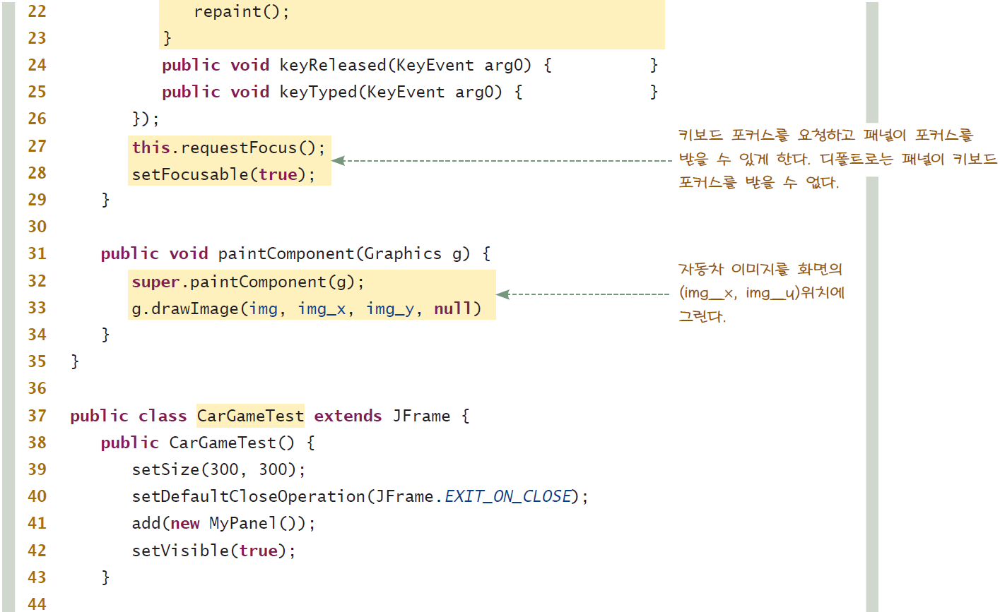 22 repaint();
23 }
24 public void keyReleased(KeyEvent arg0) { }
25 public void keyTyped(KeyEvent arg0) { }
26 });
27 this.requestFocus();
28 setFocusable(true);
키보드 포커스를 요청하고 패널이 포커스를
받을 수 있게 한다. 디폴트로는 패널이 키보드
포커스를 받을 수 없다.
29 }
30
31 public void paintComponent(Graphics g) {
32 super.paintComponent(g);
33 g.drawImage(img, img_x, img_y, null)
자동차 이미지를 화면의
(img_x, img_y)위치에
그린다.
34 }
35 }
36
37 public class CarGameTest extends JFrame {
38 public CarGameTest() {
39 setSize(300, 300);
40 setDefaultCloseOperation(JFrame.EXIT_ON_CLOSE);
41 add(new MyPanel());
42 setVisible(true);
43 }
44